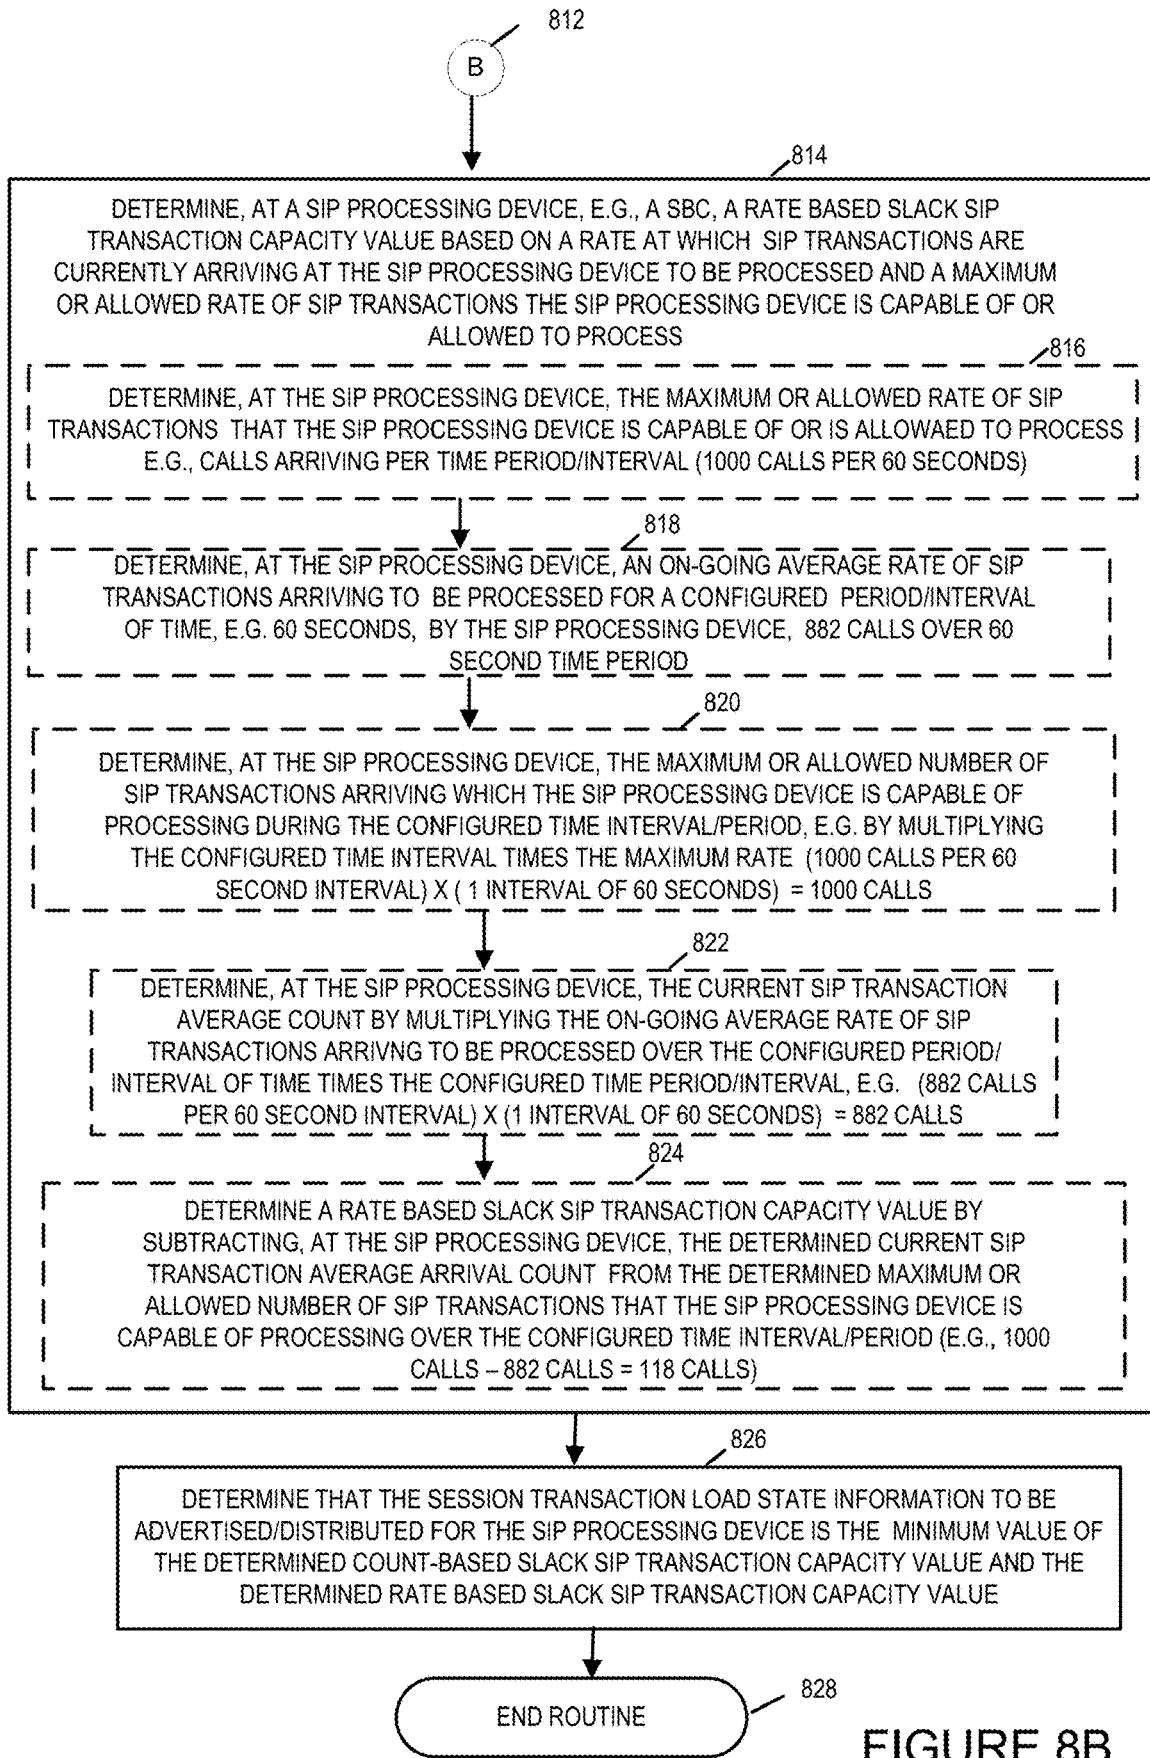 812
B
814
DETERMINE, AT A SIP PROCESSING DEVICE, E.G., A SBC, A RATE BASED SLACK SIP
TRANSACTION CAPACITY VALUE BASED ON A RATE AT WHICH SIP TRANSACTIONS ARE
CURRENTLY ARRIVING AT THE SIP PROCESSING DEVICE TO BE PROCESSED AND A MAXIMUM
OR ALLOWED RATE OF SIP TRANSACTIONS THE SIP PROCESSING DEVICE IS CAPABLE OF OR
ALLOWED TO PROCESS
816
DETERMINE, AT THE SIP PROCESSING DEVICE, THE MAXIMUM OR ALLOWED RATE OF SIP
TRANSACTIONS THAT THE SIP PROCESSING DEVICE IS CAPABLE OF OR IS ALLOWAED TO PROCESS
E.G., CALLS ARRIVING PER TIME PERIOD/INTERVAL (1000 CALLS PER 60 SECONDS)
818
DETERMINE, AT THE SIP PROCESSING DEVICE, AN ON-GOING AVERAGE RATE OF SIP
TRANSACTIONS ARRIVING TO BE PROCESSED FOR A CONFIGURED PERIOD/INTERVAL
OF TIME, E.G. 60 SECONDS, BY THE SIP PROCESSING DEVICE, 882 CALLS OVER 60
SECOND TIME PERIOD
820
DETERMINE, AT THE SIP PROCESSING DEVICE, THE MAXIMUM OR ALLOWED NUMBER OF
SIP TRANSACTIONS ARRIVING WHICH THE SIP PROCESSING DEVICE IS CAPABLE OF
PROCESSING DURING THE CONFIGURED TIME INTERVAL/PERIOD, E.G. BY MULTIPLYING
THE CONFIGURED TIME INTERVAL TIMES THE MAXIMUM RATE (1000 CALLS PER 60
SECOND INTERVAL) X ( 1 INTERVAL OF 60 SECONDS) = 1000 CALLS
822
DETERMINE, AT THE SIP PROCESSING DEVICE, THE CURRENT SIP TRANSACTION
AVERAGE COUNT BY MULTIPLYING THE ON-GOING AVERAGE RATE OF SIP
TRANSACTIONS ARRIVNG TO BE PROCESSED OVER THE CONFIGURED PERIOD/
INTERVAL OF TIME TIMES THE CONFIGURED TIME PERIOD/INTERVAL, E.G. (882 CALLS
PER 60 SECOND INTERVAL) X (1 INTERVAL OF 60 SECONDS) = 882 CALLS
824
DETERMINE A RATE BASED SLACK SIP TRANSACTION CAPACITY VALUE BY
SUBTRACTING, AT THE SIP PROCESSING DEVICE, THE DETERMINED CURRENT SIP
TRANSACTION AVERAGE ARRIVAL COUNT FROM THE DETERMINED MAXIMUM OR
ALLOWED NUMBER OF SIP TRANSACTIONS THAT THE SIP PROCESSING DEVICE IS
CAPABLE OF PROCESSING OVER THE CONFIGURED TIME INTERVAL/PERIOD (E.G., 1000
CALLS – 882 CALLS = 118 CALLS)
826
DETERMINE THAT THE SESSION TRANSACTION LOAD STATE INFORMATION TO BE
ADVERTISED/DISTRIBUTED FOR THE SIP PROCESSING DEVICE IS THE MINIMUM VALUE OF
THE DETERMINED COUNT-BASED SLACK SIP TRANSACTION CAPACITY VALUE AND THE
DETERMINED RATE BASED SLACK SIP TRANSACTION CAPACITY VALUE
828
END ROUTINE
FIGURE 8B